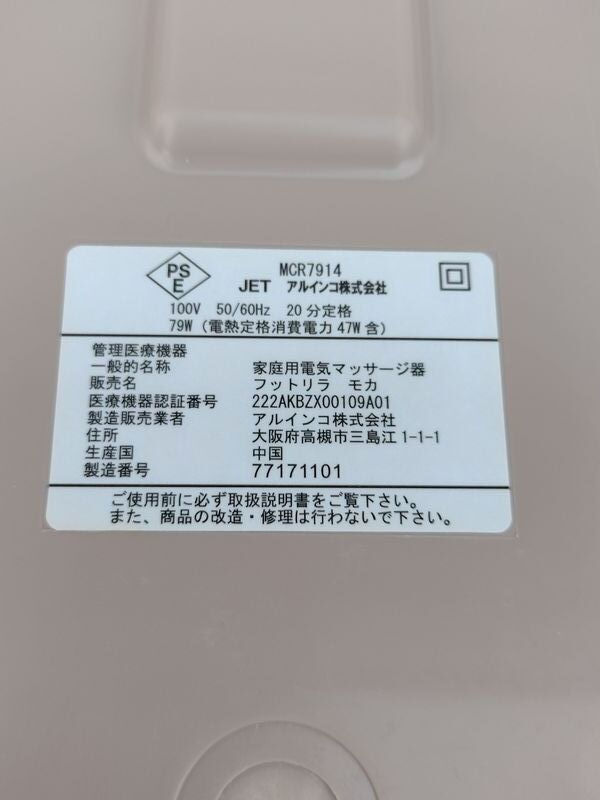 PS
E
JET
MCR7914
アルインコ株式会社
100V 50/60Hz 20分定格
79W (電熱定格消費電力 47W 含)
管理医療機器
一般的名称 家庭用電気マッサージ器
販売名 フットリラ モカ
医療機器認証番号 222AKBZX00109A01
製造販売業者 アルインコ株式会社
住所 大阪府高槻市三島江1-1-1
生産国 中国
製造番号 77171101
ご使用前に必ず取扱説明書をご覧下さい。
また、商品の改造・修理は行わないで下さい。